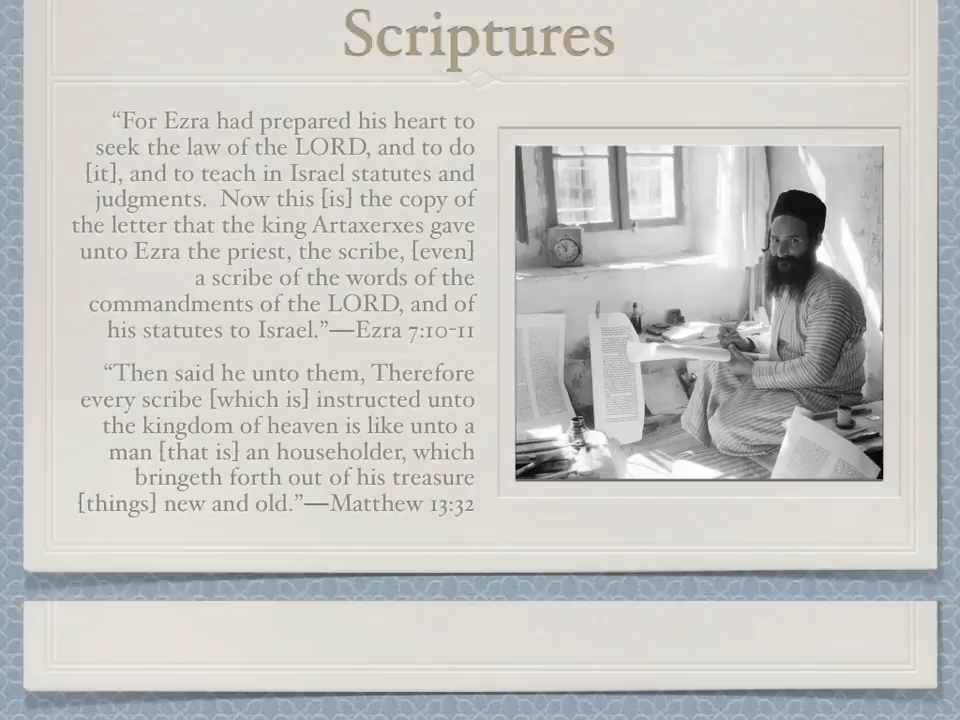 Scriptures
“For Ezra had prepared his heart to
seek the law of the LORD, and to do
[it], and to teach in Israel statutes and
judgments.  Now this [is] the copy of
the letter that the king Artaxerxes gave
unto Ezra the priest, the scribe, [even]
a scribe of the words of the
commandments of the LORD, and of
his statutes to Israel.”—Ezra 7:10-11
“Then said he unto them, Therefore
every scribe [which is] instructed unto
the kingdom of heaven is like unto a
man [that is] an householder, which
bringeth forth out of his treasure
[things] new and old.”—Matthew 13:32